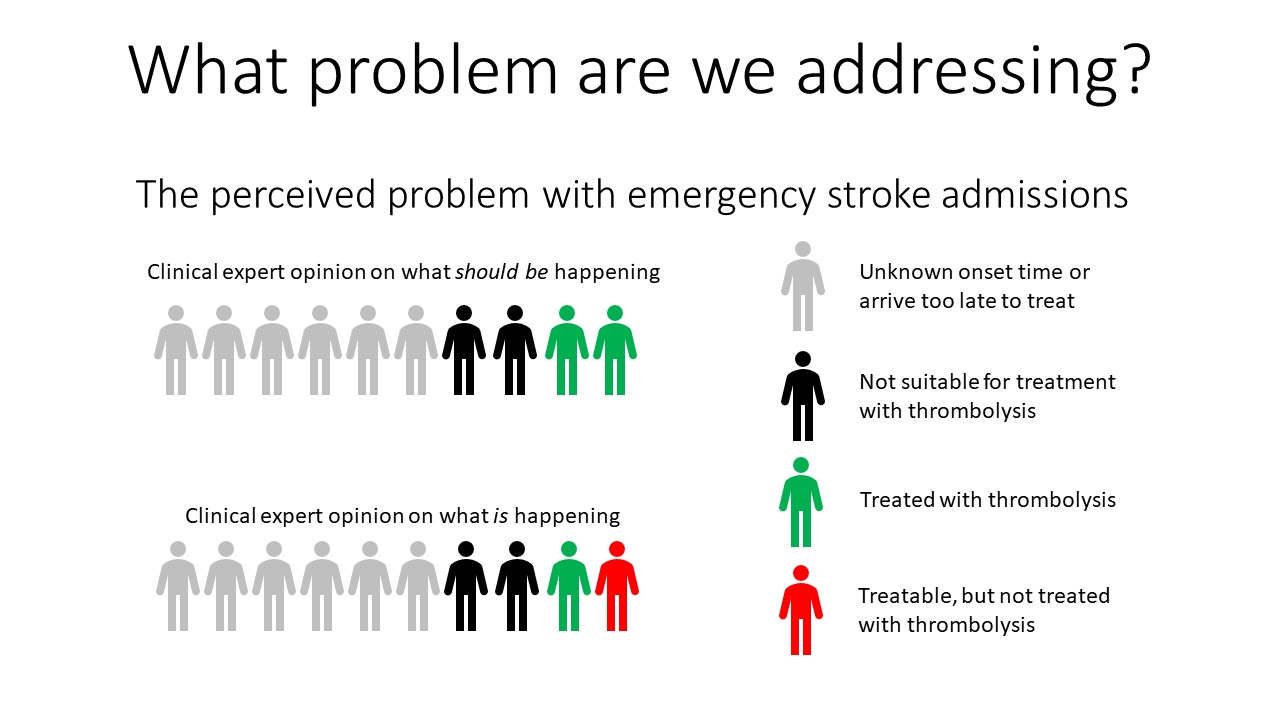 What problem are we addressing?
The perceived problem with emergency stroke admissions
Clinical expert opinion on what should be happening
Unknown onset time or
arrive too late to treat
Not suitable for treatment
with thrombolysis
Treated with thrombolysis
Clinical expert opinion on what is happening
Treatable, but not treated
with thrombolysis